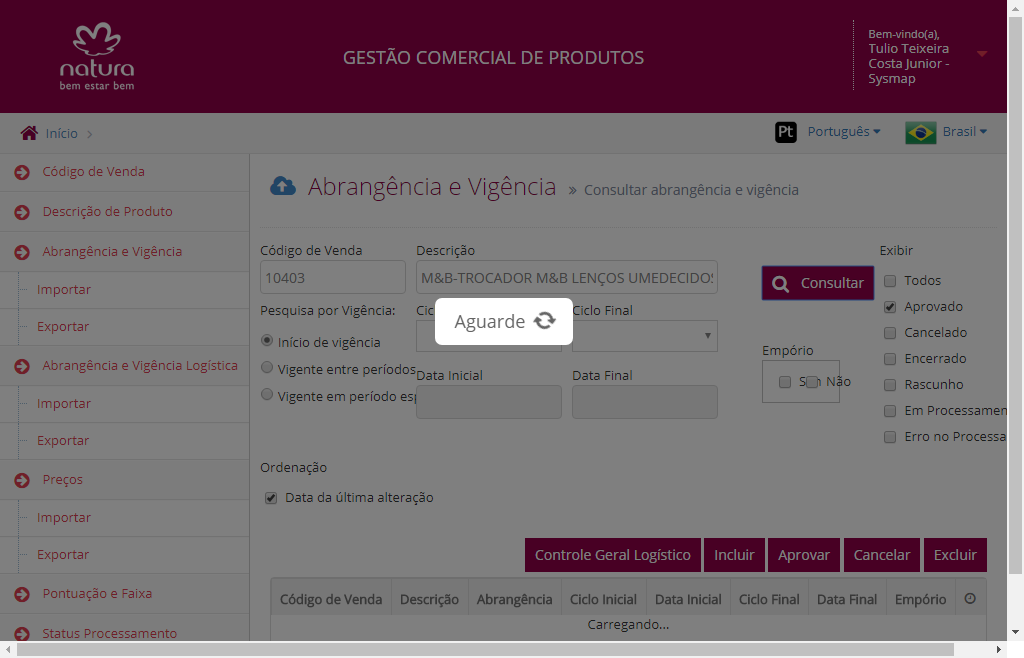 natura
bem estar bem
GESTÃO COMERCIAL DE PRODUTOS
Bem-vindo(a),
Tulio Teixeira
Costa Junior -
Sysmap
Início
Pt Português
Brasil
Código de Venda
Descrição de Produto
Abrangência e Vigência
Importar
Exportar
Abrangência e Vigência Logística
Importar
Exportar
Preços
Importar
Exportar
Pontuação e Faixa
Status Processamento
Abrangência e Vigência » Consultar abrangência e vigência
Código de Venda
Descrição
10403
M&B-TROCADOR M&B LENÇOS UMEDECIDOS
Consultar
Pesquisa por Vigência:
Cic
Ciclo Final
Aguarde
Início de vigência
Vigente entre períodos
Vigente em período esp
Data Inicial
Data Final
Empório
Sim
Não
Exibir
Todos
Aprovado
Cancelado
Encerrado
Rascunho
Em Processamen
Erro no Processa
Ordenação
Data da última alteração
Controle Geral Logístico
Incluir
Aprovar
Cancelar
Excluir
Código de Venda
Descrição
Abrangência
Ciclo Inicial
Data Inicial
Ciclo Final
Data Final
Empório
Carregando...